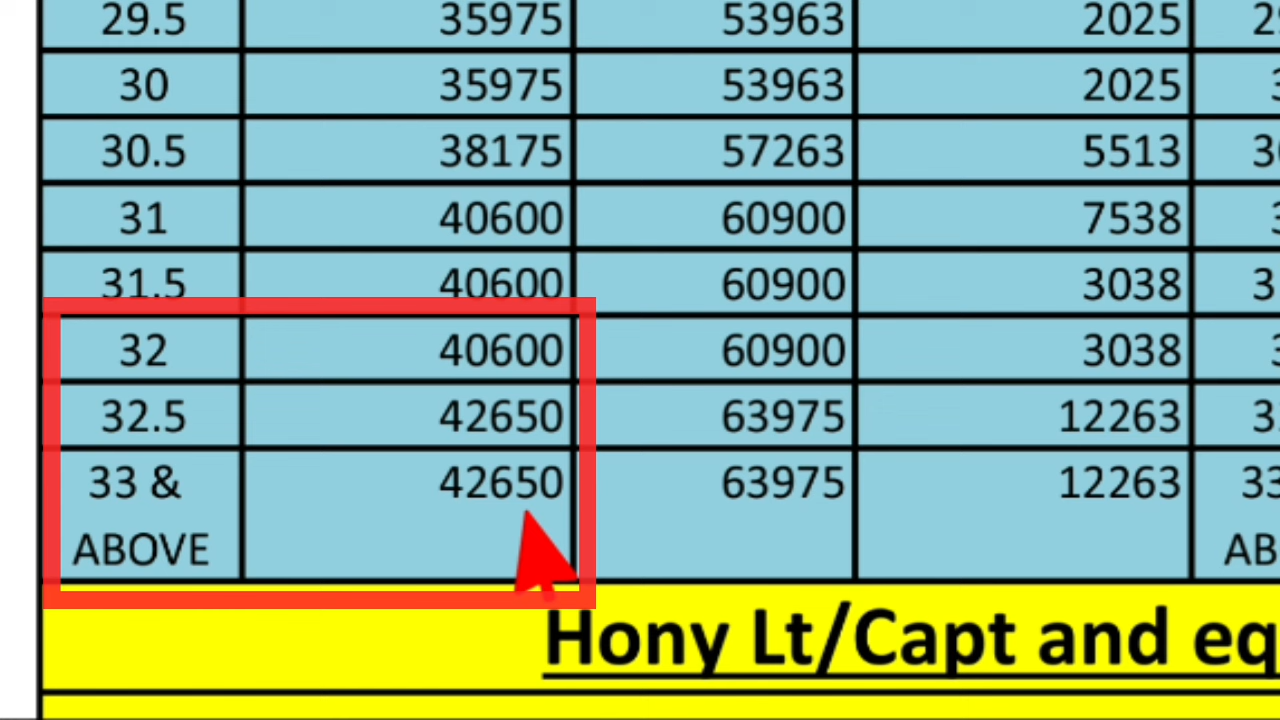 29.5 35975 53963 2025
30 35975 53963 2025
30.5 38175 57263 5513
31 40600 60900 7538
31.5 40600 60900 3038
32 40600 60900 3038
32.5 42650 63975 12263
33 & 42650 63975 12263 33
ABOVE AB
Hony Lt/Capt and eq